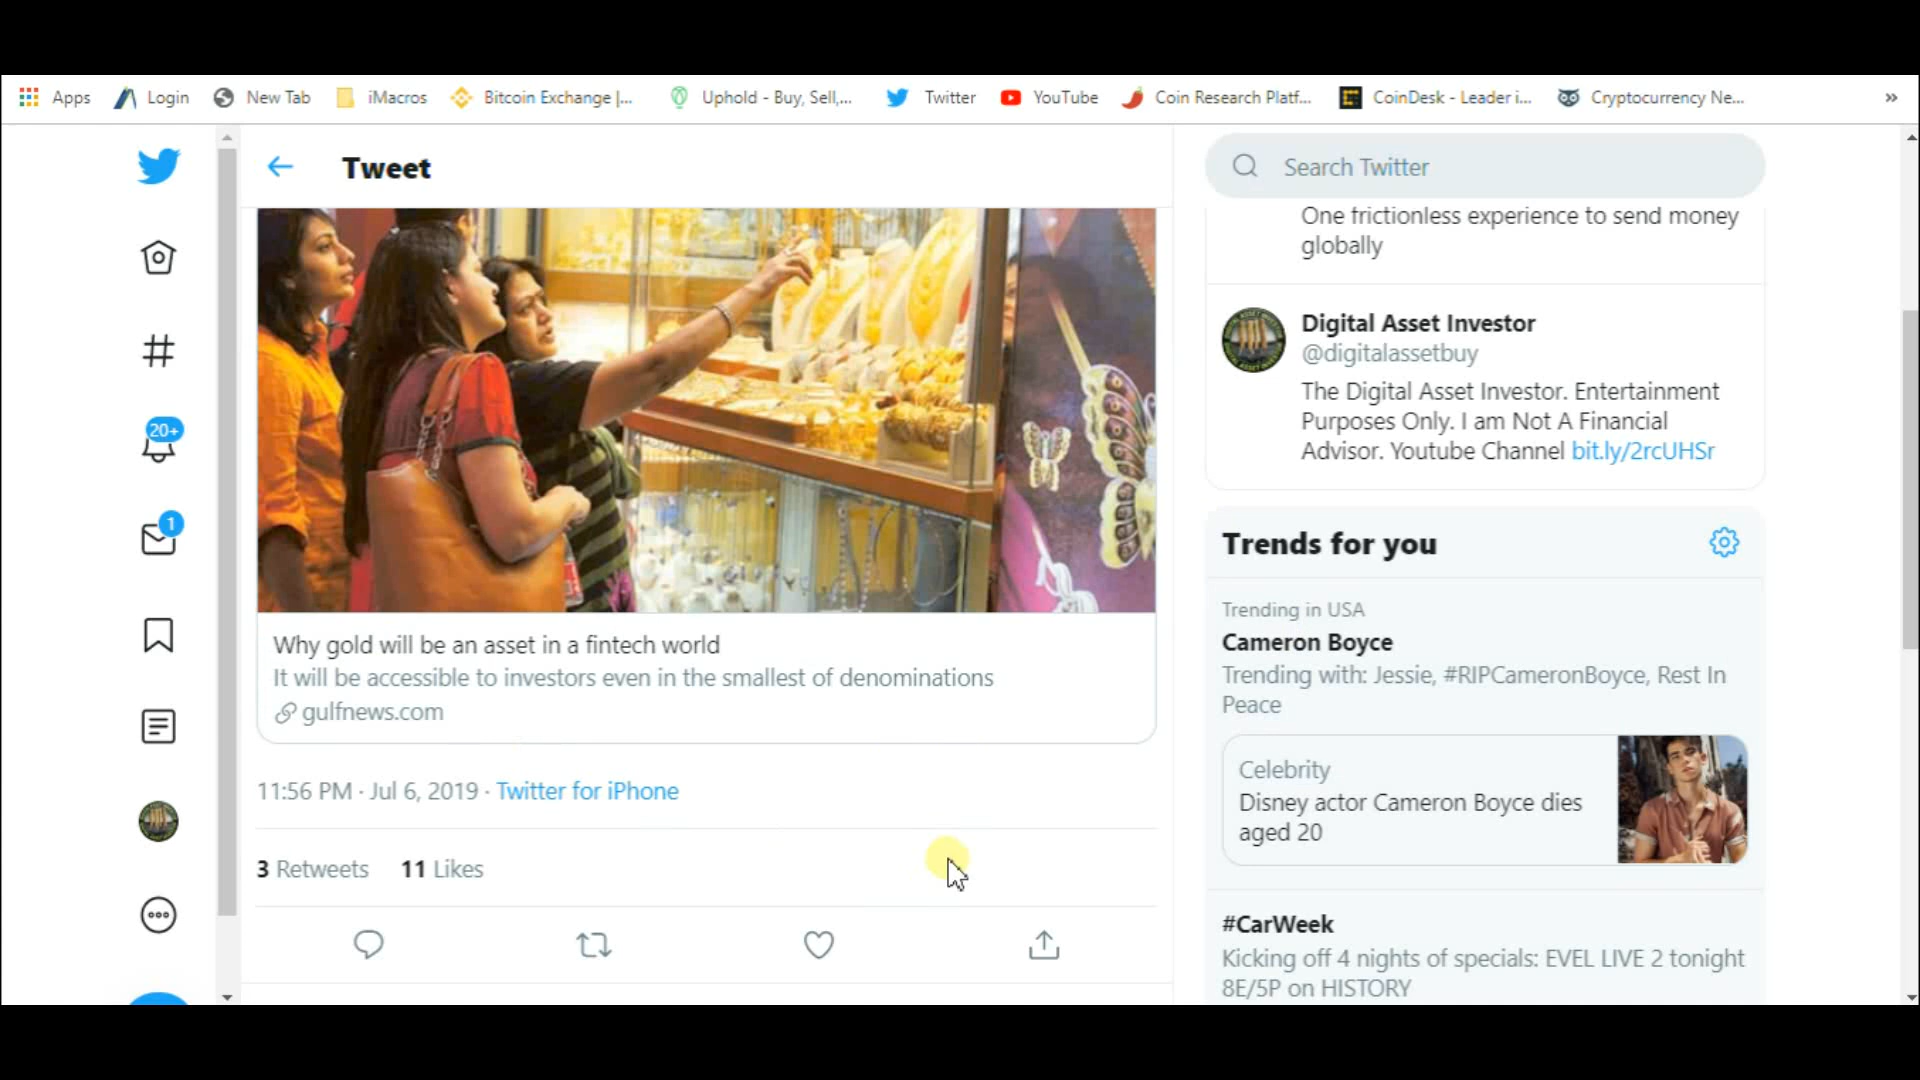 Apps
Login
New Tab
iMacros
Bitcoin Exchange |...
Uphold - Buy, Sell,...
Twitter
YouTube
Coin Research Platf...
CoinDesk - Leader i...
Cryptocurrency Ne...
»
Tweet
Search Twitter
One frictionless experience to send money
globally
Digital Asset Investor
@digitalassetbuy
The Digital Asset Investor. Entertainment
Purposes Only. I am Not A Financial
Advisor. Youtube Channel bit.ly/2rcUHSr
20+
1
Trends for you
Trending in USA
Cameron Boyce
Trending with: Jessie, #RIPCameronBoyce, Rest In
Peace
Celebrity
Disney actor Cameron Boyce dies
aged 20
#CarWeek
Kicking off 4 nights of specials: EVEL LIVE 2 tonight
8E/5P on HISTORY
Why gold will be an asset in a fintech world
It will be accessible to investors even in the smallest of denominations
gulfnews.com
11:56 PM · Jul 6, 2019 · Twitter for iPhone
3 Retweets 11 Likes